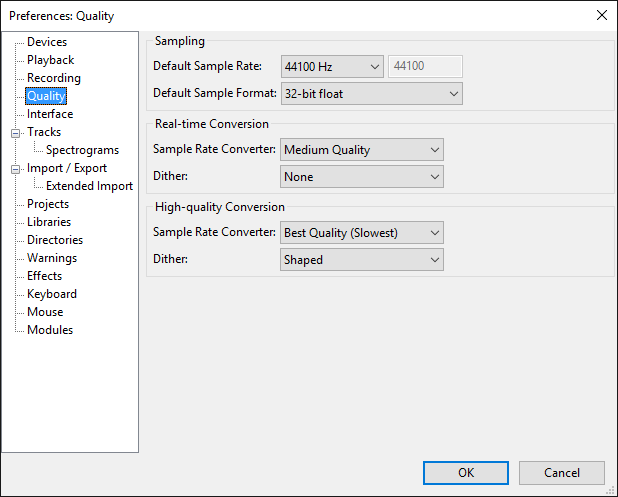 Preferences: Quality
Devices
Playback
Recording
Quality
Interface
Tracks
Spectrograms
Import / Export
Extended Import
Projects
Libraries
Directories
Warnings
Effects
Keyboard
Mouse
Modules
Sampling
Default Sample Rate: 44100 Hz 44100
Default Sample Format: 32-bit float
Real-time Conversion
Sample Rate Converter: Medium Quality
Dither: None
High-quality Conversion
Sample Rate Converter: Best Quality (Slowest)
Dither: Shaped
OK Cancel